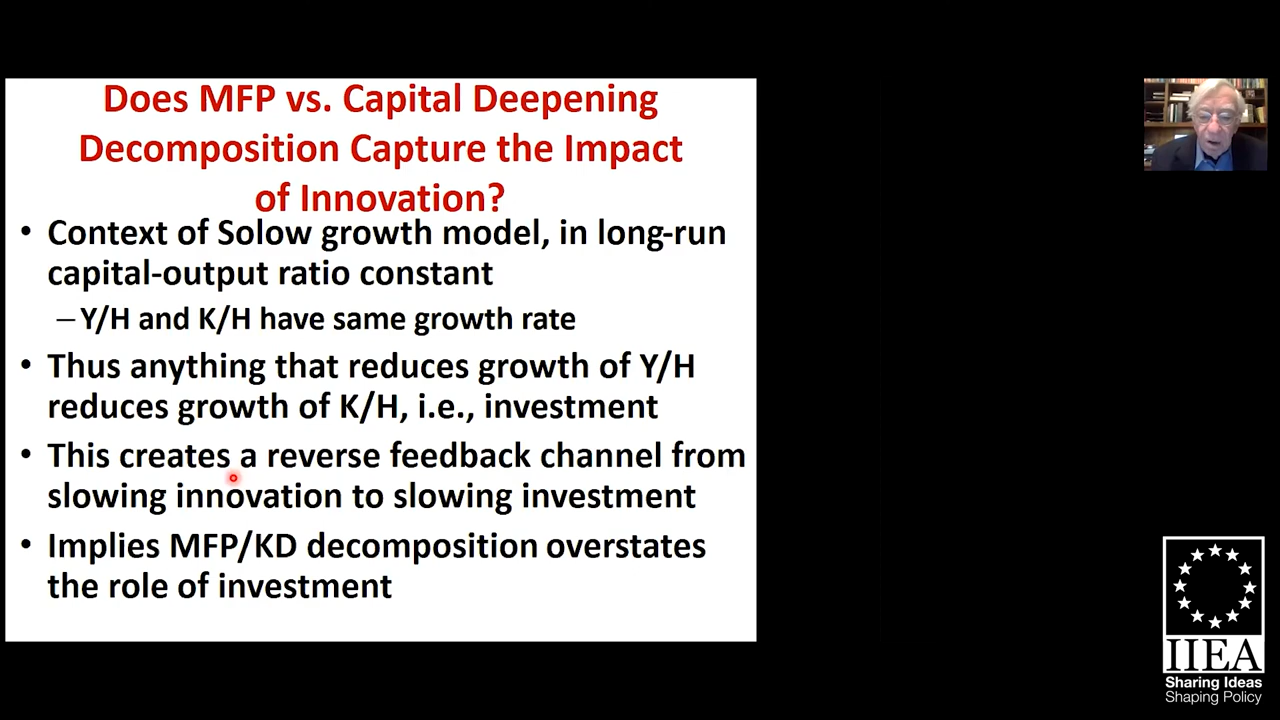 Does MFP vs. Capital Deepening
Decomposition Capture the Impact
of Innovation?
• Context of Solow growth model, in long-run
capital-output ratio constant
– Y/H and K/H have same growth rate
• Thus anything that reduces growth of Y/H
reduces growth of K/H, i.e., investment
• This creates a reverse feedback channel from
slowing innovation to slowing investment
• Implies MFP/KD decomposition overstates
the role of investment
IIEA
Sharing Ideas
Shaping Policy